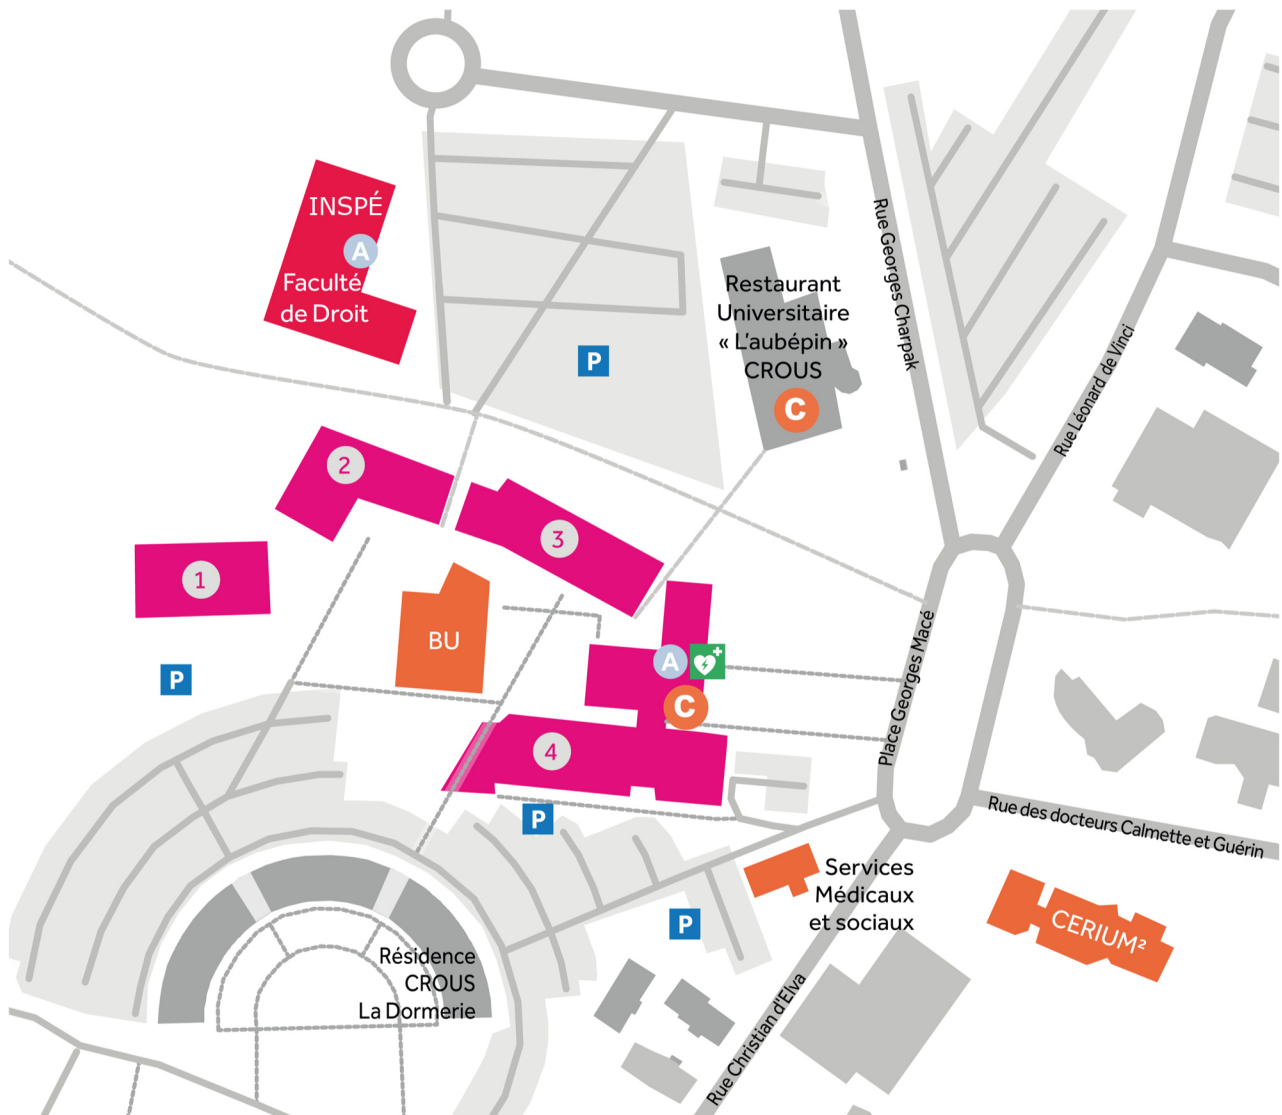 INSPÉ
A
Faculté
de Droit
Restaurant
Universitaire
« L'aubépin »
CROUS
C
P
Rue Georges Charpak
Rue Léonard de Vinci
2
3
1
BU
P
A
C
4
P
Place Georges Macé
Rue des docteurs Calmette et Guérin
Services
Médicaux
et sociaux
P
CERIUM²
Résidence
CROUS
La Dormerie
Rue Christian d'Elva